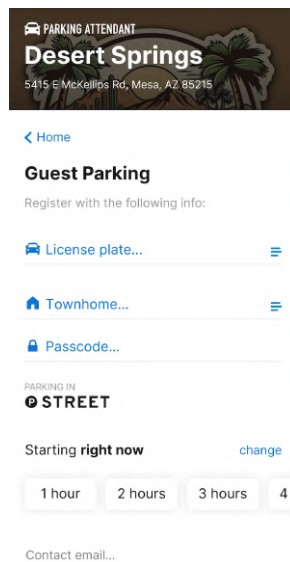 PARKING ATTENDANT
Desert Springs
5415 E McKellips Rd, Mesa, AZ 85215
Home
Guest Parking
Register with the following info:
License plate...
Townhome...
Passcode...
PARKING IN
P STREET
Starting right now change
1 hour 2 hours 3 hours 4
Contact email...